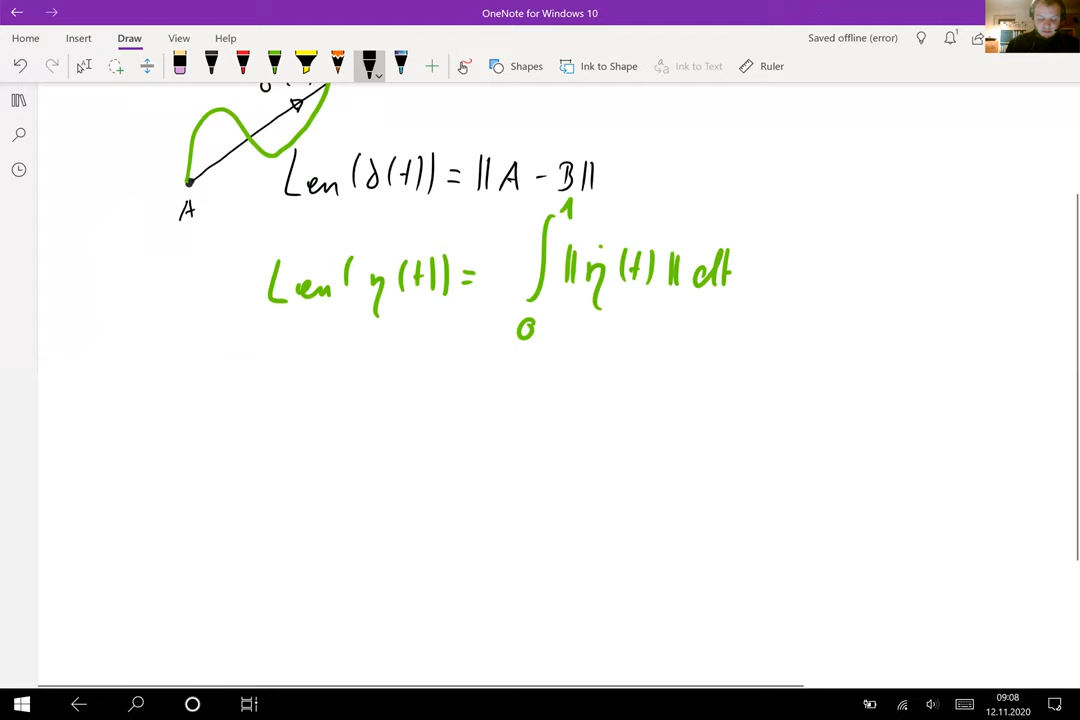 OneNote for Windows 10
Home Insert Draw View Help
Saved offline (error)
Shapes Ink to Shape Ink to Text Ruler
A
Len(γ(t)) = ||A - B||
Len(η(t)) = ∫₀¹ ||η̇(t)|| dt
09:08
12.11.2020